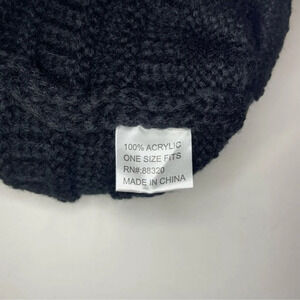 100% ACRYLIC
ONE SIZE FITS
RN#:88320
MADE IN CHINA